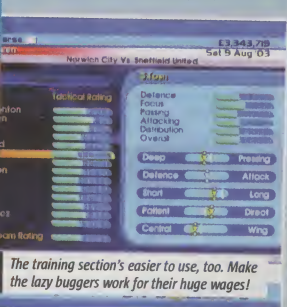 £3,343,719
Sat 9 Aug 03
Norwich City Vs Sheffield United
Tactical Rating
Defence
Focus
Passing
Attacking
Distribution
Overall
Deep Pressing
Defence Attack
Short Long
Patient Direct
Central Wing
am Rating
The training section's easier to use, too. Make
the lazy buggers work for their huge wages!